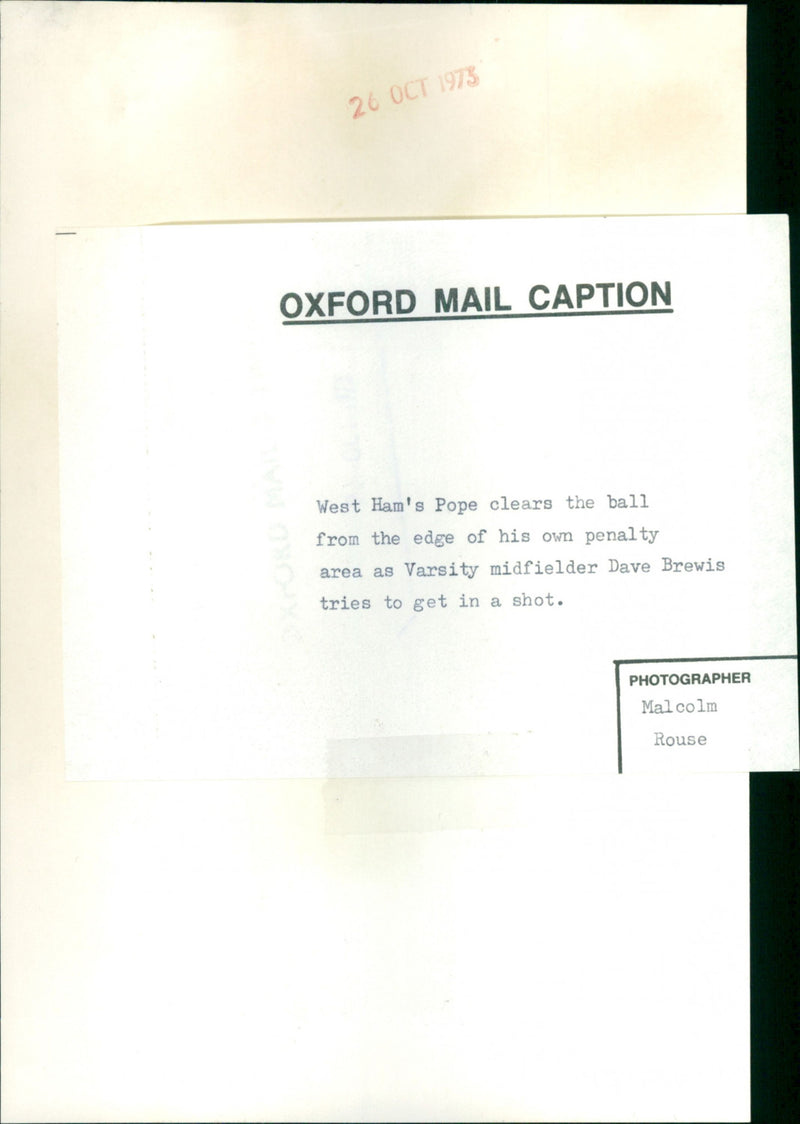 26 OCT 1973
OXFORD MAIL CAPTION
West Ham's Pope clears the ball
from the edge of his own penalty
area as Varsity midfielder Dave Brewis
tries to get in a shot.
PHOTOGRAPHER
Malcolm
Rouse